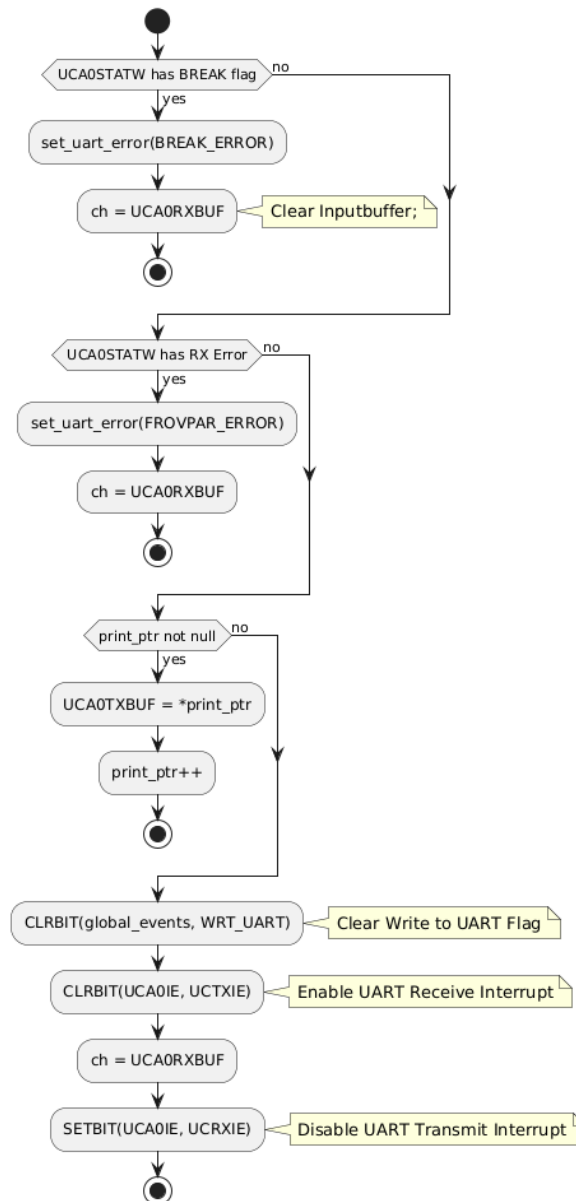 UCA0STATW has BREAK flag
no
yes
set_uart_error(BREAK_ERROR)
ch = UCA0RXBUF
Clear Inputbuffer;
UCA0STATW has RX Error
no
yes
set_uart_error(FROVPAR_ERROR)
ch = UCA0RXBUF
print_ptr not null
no
yes
UCA0TXBUF = *print_ptr
print_ptr++
CLRBIT(global_events, WRT_UART)
Clear Write to UART Flag
CLRBIT(UCA0IE, UCTXIE)
Enable UART Receive Interrupt
ch = UCA0RXBUF
SETBIT(UCA0IE, UCRXIE)
Disable UART Transmit Interrupt